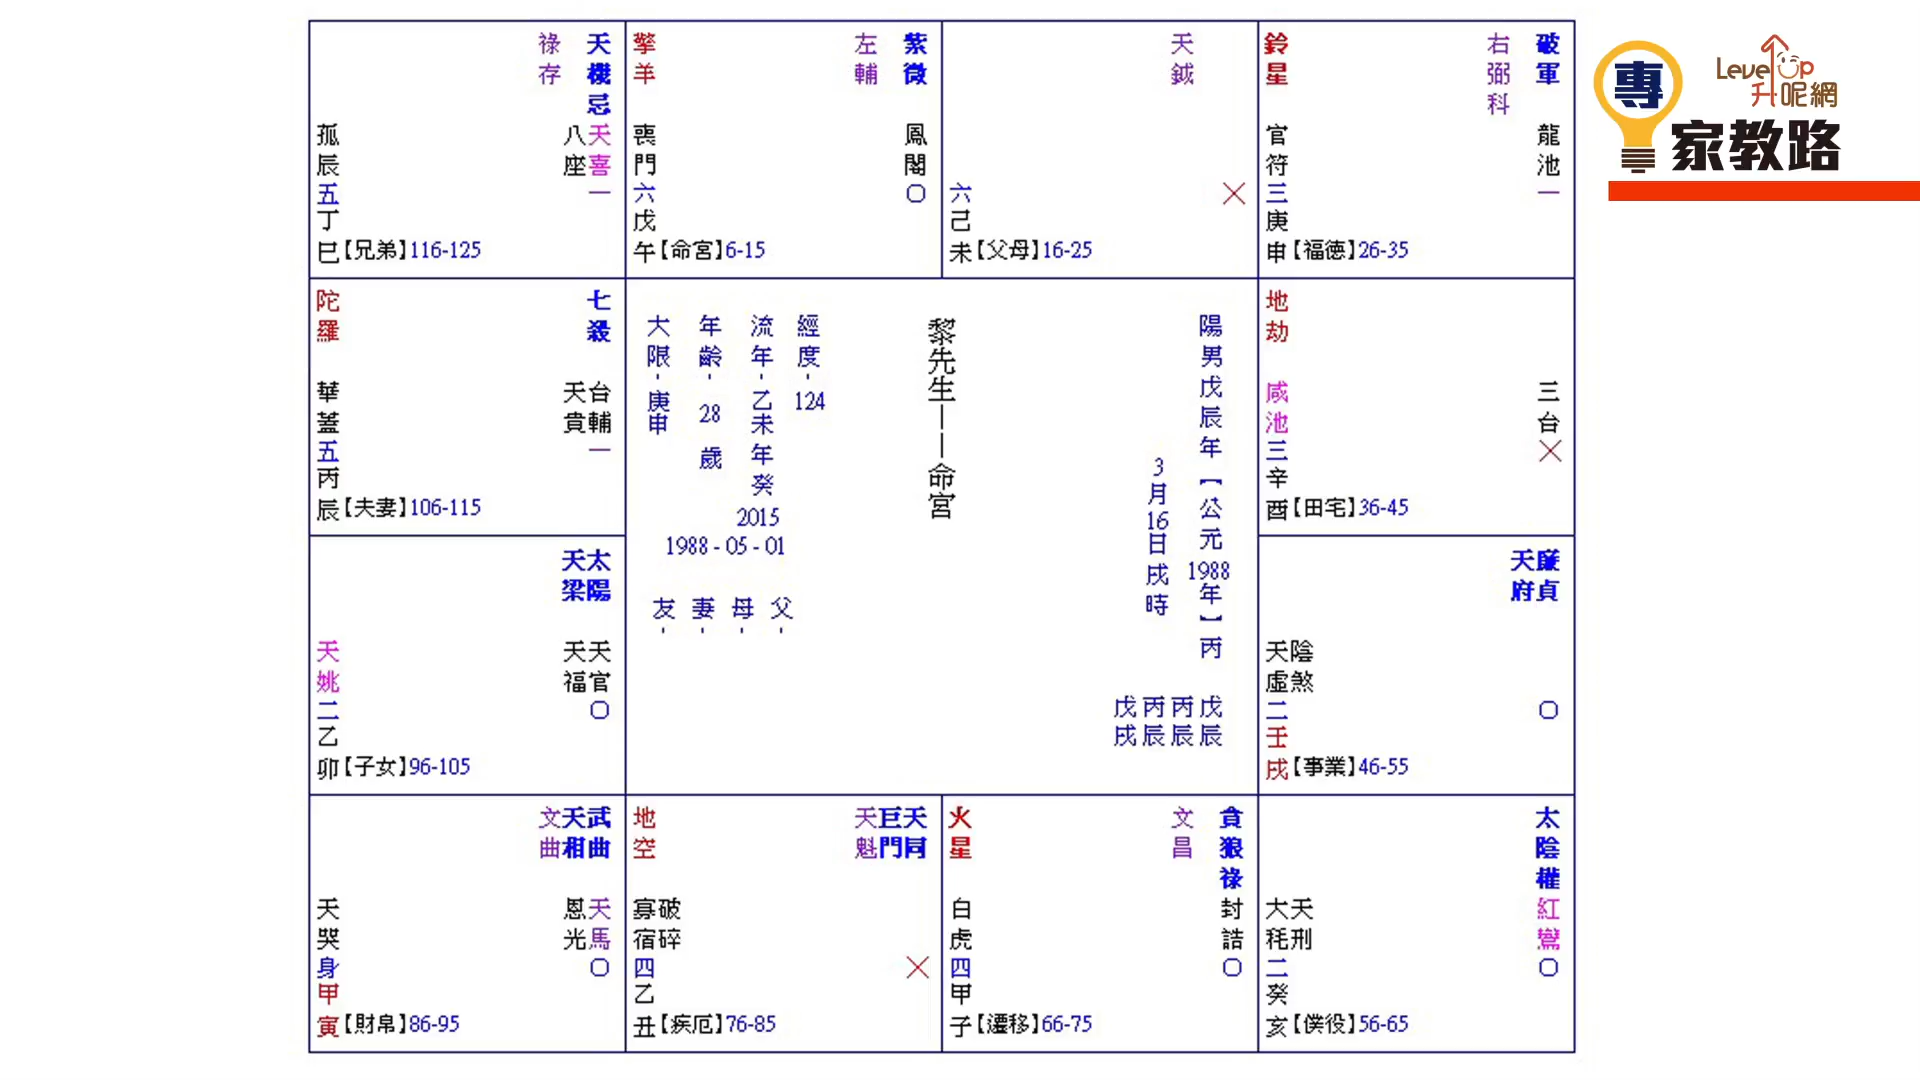 祿存
天機忌
孤辰
八座
天喜
一
五
丁
巳【兄弟】116-125
擎羊
左輔
紫微
喪門
鳳閣
○
六
戊
午【命宮】6-15
天鉞
×
六
己
未【父母】16-25
鈴星
右弼科
破軍
官符
龍池
一
三
庚
申【福德】26-35
專
家教路
LeveL Up
升呢網
陀羅
七殺
華蓋
天貴
台輔
一
五
丙
辰【夫妻】106-115
大限-庚申
年齡-28歲
流年-乙未年癸
2015
經度-124
1988-05-01
友-
妻-
母-
父-
黎先生——命宮
陽男戊辰年【公元1988年】丙
3月16日戌時
戊丙丙戊
戌辰辰辰
地劫
咸池
三台
×
三
辛
酉【田宅】36-45
天梁
太陽
天姚
天福
天官
○
二
乙
卯【子女】96-105
天府
廉貞
天虛
陰煞
○
二
壬
戌【事業】46-55
文曲
天相
武曲
天哭
恩光
天馬
○
身
甲
寅【財帛】86-95
地空
天魁
巨門
天同
寡宿
破碎
×
四
乙
丑【疾厄】76-85
火星
文昌
貪狼祿
白虎
封誥
○
四
甲
子【遷移】66-75
太陰權
大耗
天刑
紅鸞
○
二
癸
亥【僕役】56-65